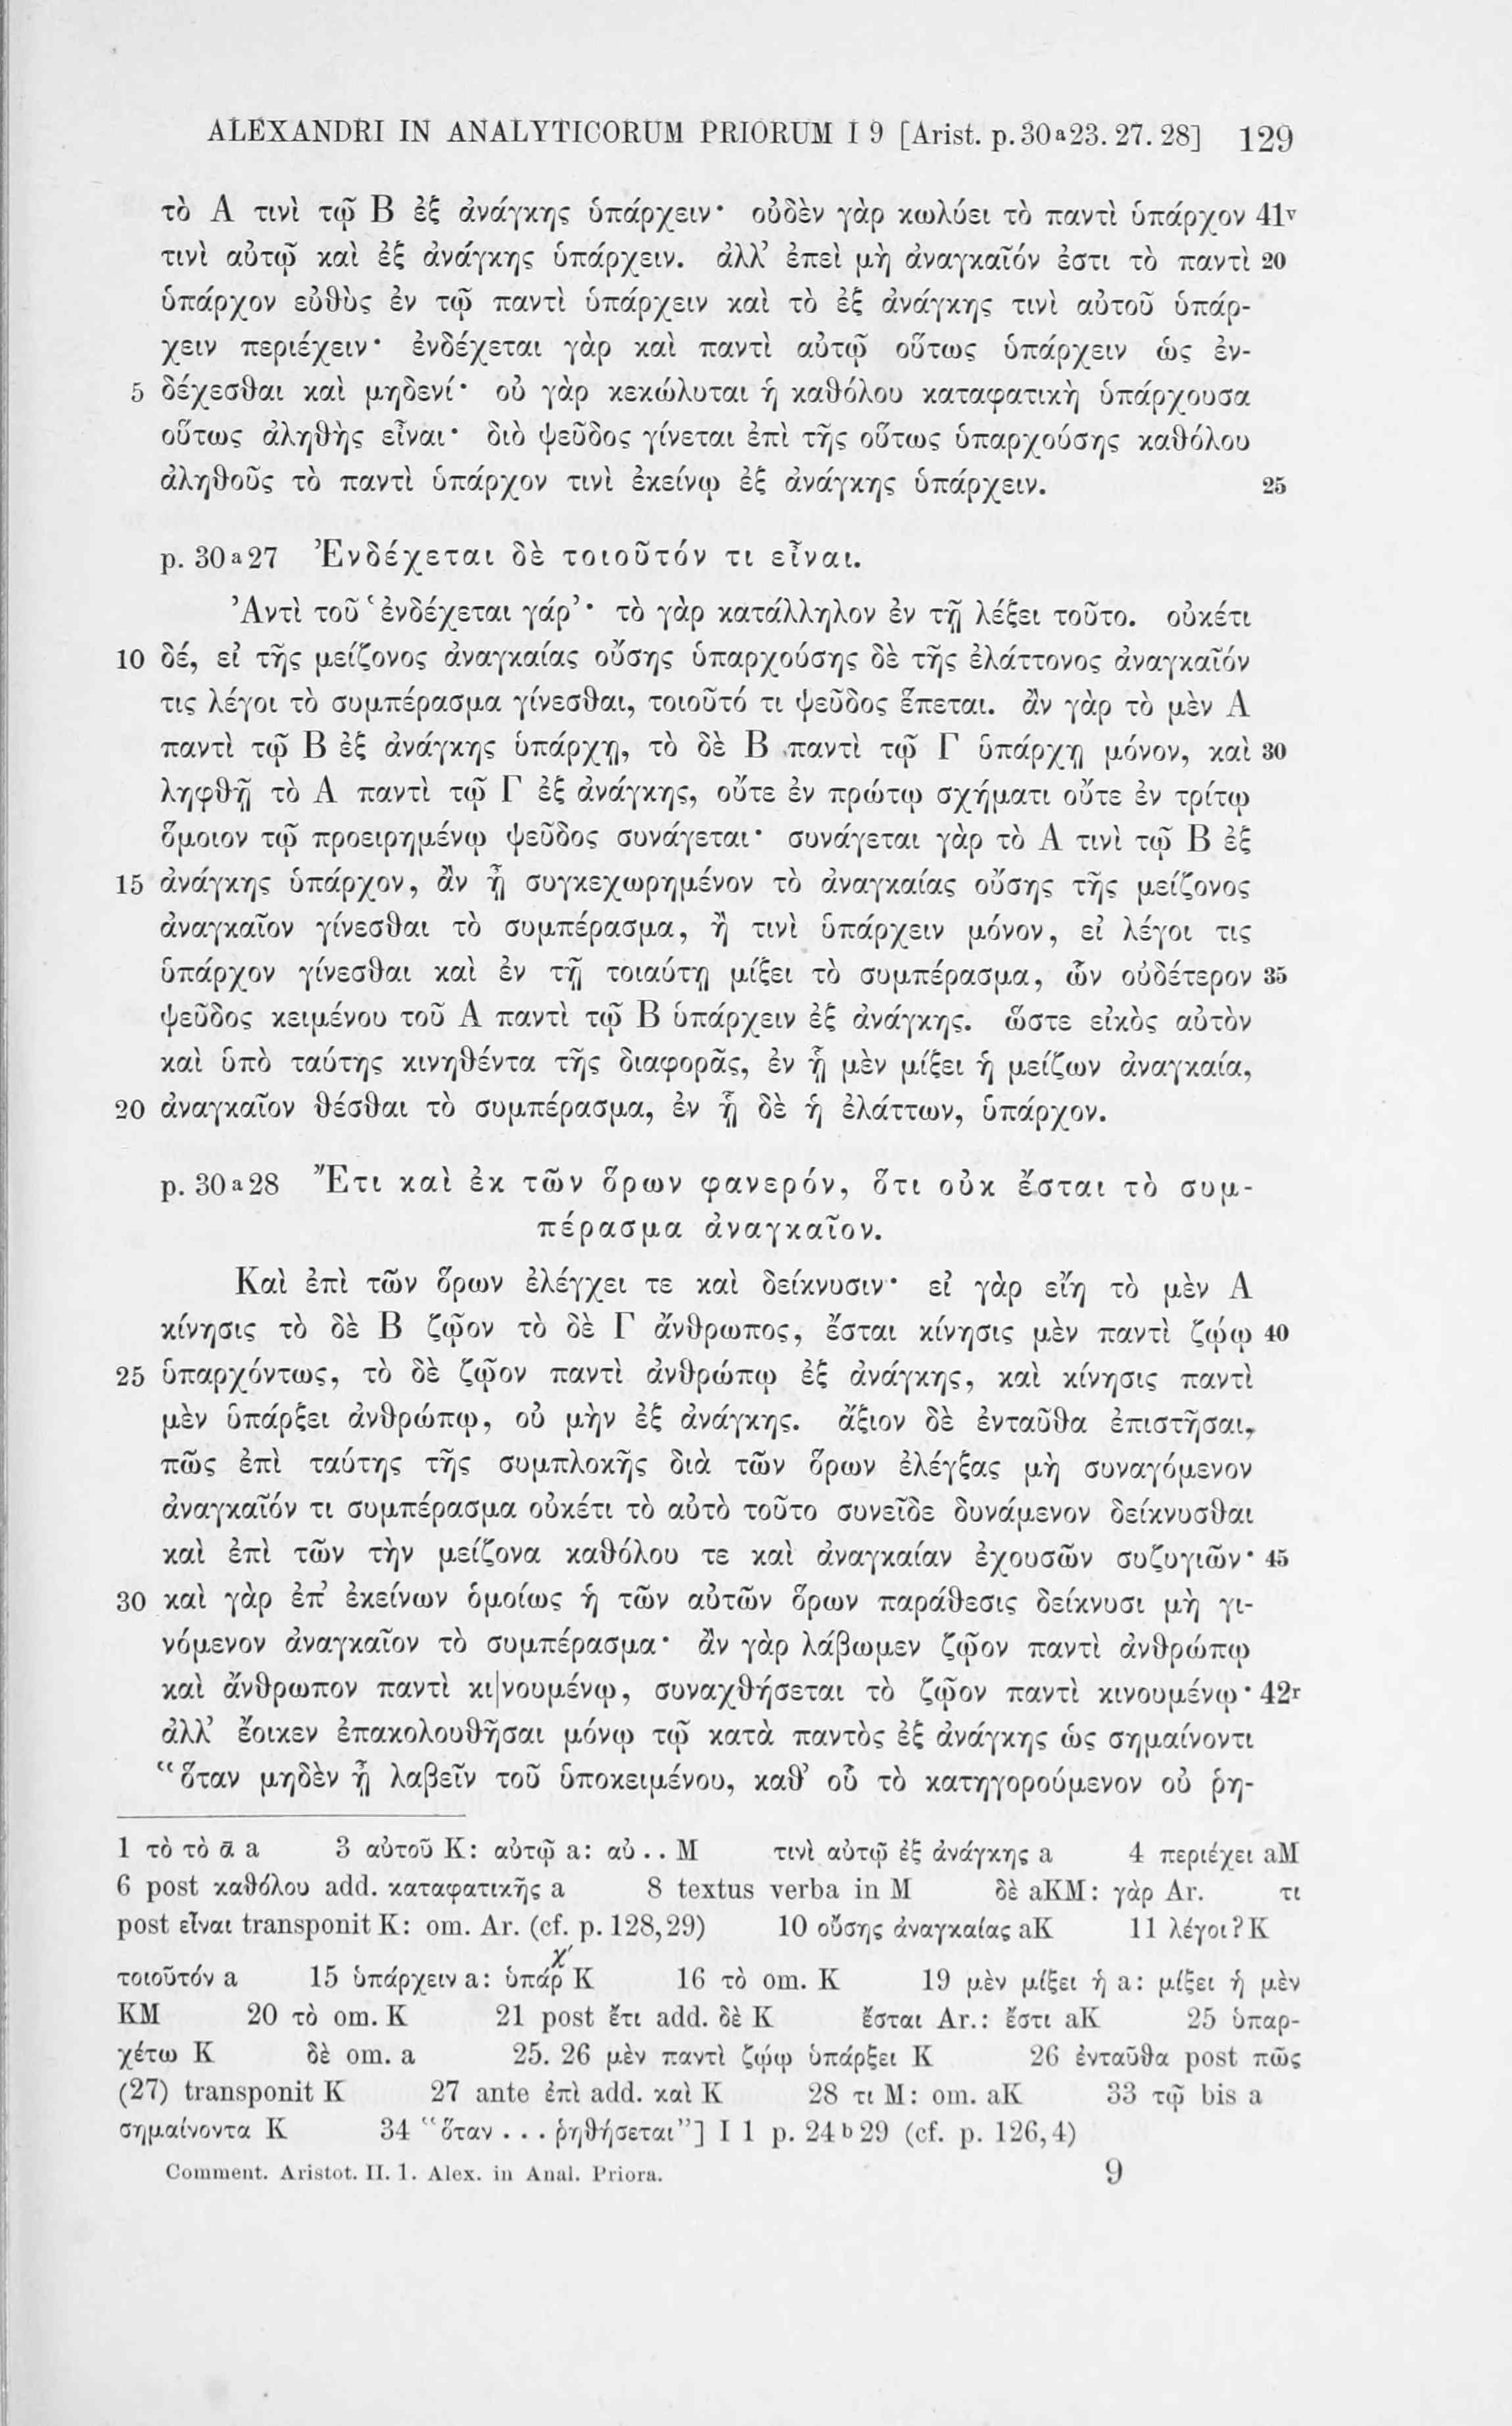 ALEXANDRI IN ANALYTICORUM PRIORUM I 9 [Arist. p. 30 a 23. 27. 28] 129
τὸ Α τινὶ τῷ Β ἐξ ἀνάγκης ὑπάρχειν· οὐδὲν γὰρ κωλύει τὸ παντὶ ὑπάρχον 41v
τινὶ αὐτῷ καὶ ἐξ ἀνάγκης ὑπάρχειν. ἀλλ’ ἐπεὶ μὴ ἀναγκαῖόν ἐστι τὸ παντὶ 20
ὑπάρχον εὐθὺς ἐν τῷ παντὶ ὑπάρχειν καὶ τὸ ἐξ ἀνάγκης τινὶ αὐτοῦ ὑπάρ-
χειν περιέχειν· ἐνδέχεται γὰρ καὶ παντὶ αὐτῷ οὕτως ὑπάρχειν ὡς ἐν-
5 δέχεσθαι καὶ μηδενί· οὐ γὰρ κεκώλυται ἡ καθόλου καταφατικὴ ὑπάρχουσα
οὕτως ἀληθὴς εἶναι· διὸ ψεῦδος γίνεται ἐπὶ τῆς οὕτως ὑπαρχούσης καθόλου
ἀληθοῦς τὸ παντὶ ὑπάρχον τινὶ ἐκείνῳ ἐξ ἀνάγκης ὑπάρχειν. 25
p. 30 a 27 Ἐνδέχεται δὲ τοιοῦτόν τι εἶναι.
Ἀντὶ τοῦ ‘ἐνδέχεται γάρ’· τὸ γὰρ κατάλληλον ἐν τῇ λέξει τοῦτο. οὐκέτι
10 δέ, εἰ τῆς μείζονος ἀναγκαίας οὔσης ὑπαρχούσης δὲ τῆς ἐλάττονος ἀναγκαῖόν
τις λέγοι τὸ συμπέρασμα γίνεσθαι, τοιοῦτό τι ψεῦδος ἕπεται. ἂν γὰρ τὸ μὲν Α
παντὶ τῷ Β ἐξ ἀνάγκης ὑπάρχῃ, τὸ δὲ Β παντὶ τῷ Γ ὑπάρχῃ μόνον, καὶ 30
ληφθῇ τὸ Α παντὶ τῷ Γ ἐξ ἀνάγκης, οὔτε ἐν πρώτῳ σχήματι οὔτε ἐν τρίτῳ
ὅμοιον τῷ προειρημένῳ ψεῦδος συνάγεται· συνάγεται γὰρ τὸ Α τινὶ τῷ Β ἐξ
15 ἀνάγκης ὑπάρχον, ἂν ᾖ συγκεχωρημένον τὸ ἀναγκαίας οὔσης τῆς μείζονος
ἀναγκαῖον γίνεσθαι τὸ συμπέρασμα, ἢ τινὶ ὑπάρχειν μόνον, εἰ λέγοι τις
ὑπάρχον γίνεσθαι καὶ ἐν τῇ τοιαύτῃ μίξει τὸ συμπέρασμα, ὧν οὐδέτερον 35
ψεῦδος κειμένου τοῦ Α παντὶ τῷ Β ὑπάρχειν ἐξ ἀνάγκης. ὥστε εἰκὸς αὐτὸν
καὶ ὑπὸ ταύτης κινηθέντα τῆς διαφορᾶς, ἐν ᾗ μὲν μίξει ἡ μείζων ἀναγκαία,
20 ἀναγκαῖον θέσθαι τὸ συμπέρασμα, ἐν ᾗ δὲ ἡ ἐλάττων, ὑπάρχον.
p. 30 a 28 Ἔτι καὶ ἐκ τῶν ὅρων φανερόν, ὅτι οὐκ ἔσται τὸ συμ-
πέρασμα ἀναγκαῖον.
Καὶ ἐπὶ τῶν ὅρων ἐλέγχει τε καὶ δείκνυσιν· εἰ γὰρ εἴη τὸ μὲν Α
κίνησις τὸ δὲ Β ζῷον τὸ δὲ Γ ἄνθρωπος, ἔσται κίνησις μὲν παντὶ ζῴῳ 40
25 ὑπαρχόντως, τὸ δὲ ζῷον παντὶ ἀνθρώπῳ ἐξ ἀνάγκης, καὶ κίνησις παντὶ
μὲν ὑπάρξει ἀνθρώπῳ, οὐ μὴν ἐξ ἀνάγκης. ἄξιον δὲ ἐνταῦθα ἐπιστῆσαι,
πῶς ἐπὶ ταύτης τῆς συμπλοκῆς διὰ τῶν ὅρων ἐλέγξας μὴ συναγόμενον
ἀναγκαῖόν τι συμπέρασμα οὐκέτι τὸ αὐτὸ τοῦτο συνεῖδε δυνάμενον δείκνυσθαι
καὶ ἐπὶ τῶν τὴν μείζονα καθόλου τε καὶ ἀναγκαίαν ἐχουσῶν συζυγιῶν· 45
30 καὶ γὰρ ἐπ’ ἐκείνων ὁμοίως ἡ τῶν αὐτῶν ὅρων παράθεσις δείκνυσι μὴ γι-
νόμενον ἀναγκαῖον τὸ συμπέρασμα· ἂν γὰρ λάβωμεν ζῷον παντὶ ἀνθρώπῳ
καὶ ἄνθρωπον παντὶ κι|νουμένῳ, συναχθήσεται τὸ ζῷον παντὶ κινουμένῳ· 42r
ἀλλ’ ἔοικεν ἐπακολουθῆσαι μόνῳ τῷ κατὰ παντὸς ἐξ ἀνάγκης ὡς σημαίνοντι
“ὅταν μηδὲν ᾖ λαβεῖν τοῦ ὑποκειμένου, καθ’ οὗ τὸ κατηγορούμενον οὐ ῥη-
1 τὸ τὸ ᾱ a 3 αὐτοῦ K: αὐτῷ a: αὐ.. M τινὶ αὐτῷ ἐξ ἀνάγκης a 4 περιέχει aM
6 post καθόλου add. καταφατικῆς a 8 textus verba in M δὲ aKM: γὰρ Ar. τι
post εἶναι transponit K: om. Ar. (cf. p. 128,29) 10 οὔσης ἀναγκαίας aK 11 λέγοι? K
τοιοῦτόν a 15 ὑπάρχειν a: ὑπάρχ́ K 16 τὸ om. K 19 μὲν μίξει ἡ a: μίξει ἡ μὲν
KM 20 τὸ om. K 21 post ἔτι add. δὲ K ἔσται Ar.: ἔστι aK 25 ὑπαρ-
χέτω K δὲ om. a 25. 26 μὲν παντὶ ζῴῳ ὑπάρξει K 26 ἐνταῦθα post πῶς
(27) transponit K 27 ante ἐπὶ add. καὶ K 28 τι M: om. aK 33 τῷ bis a
σημαίνοντα K 34 “ὅταν . . . ῥηθήσεται”] I 1 p. 24 b 29 (cf. p. 126,4)
Comment. Aristot. II. 1. Alex. in Anal. Priora. 9